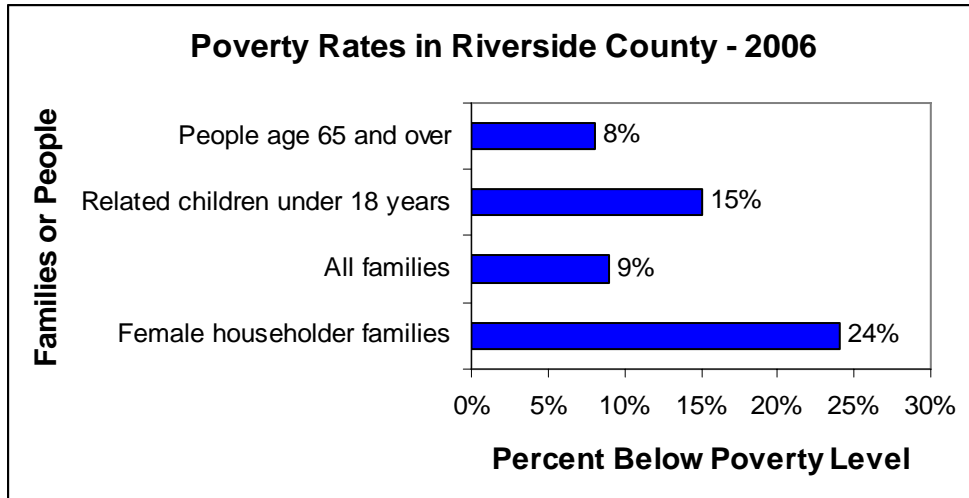 Poverty Rates in Riverside County - 2006
Families or People
People age 65 and over
8%
Related children under 18 years
15%
All families
9%
Female householder families
24%
0% 5% 10% 15% 20% 25% 30%
Percent Below Poverty Level